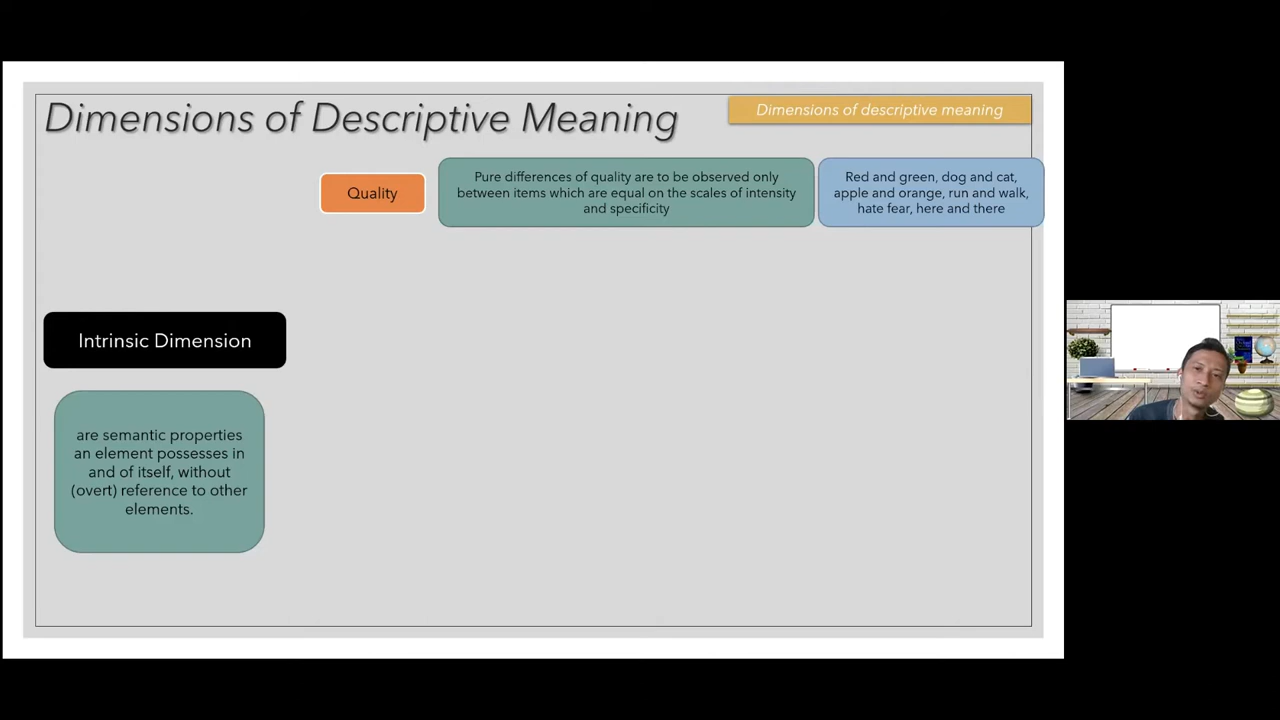 Dimensions of Descriptive Meaning
Dimensions of descriptive meaning
Quality
Pure differences of quality are to be observed only
between items which are equal on the scales of intensity
and specificity
Red and green, dog and cat,
apple and orange, run and walk,
hate fear, here and there
Intrinsic Dimension
are semantic properties
an element possesses in
and of itself, without
(overt) reference to other
elements.